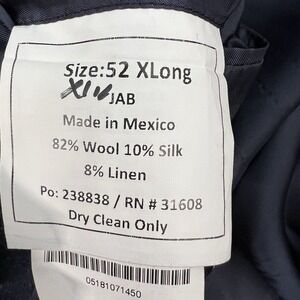 Size:52 XLong
JAB
Made in Mexico
82% Wool 10% Silk
8% Linen
Po: 238838 / RN # 31608
Dry Clean Only
05181071450